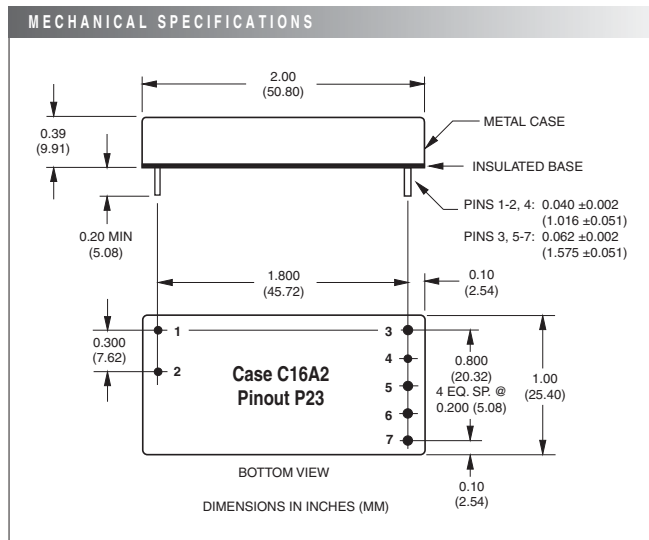 MECHANICAL SPECIFICATIONS
2.00
(50.80)
0.39
(9.91)
METAL CASE
INSULATED BASE
PINS 1-2, 4: 0.040 ±0.002
(1.016 ±0.051)
PINS 3, 5-7: 0.062 ±0.002
(1.575 ±0.051)
0.20 MIN
(5.08)
1.800
(45.72)
0.10
(2.54)
0.300
(7.62)
1
2
Case C16A2
Pinout P23
3
4
5
6
7
0.800
(20.32)
4 EQ. SP. @
0.200 (5.08)
1.00
(25.40)
BOTTOM VIEW
0.10
(2.54)
DIMENSIONS IN INCHES (MM)